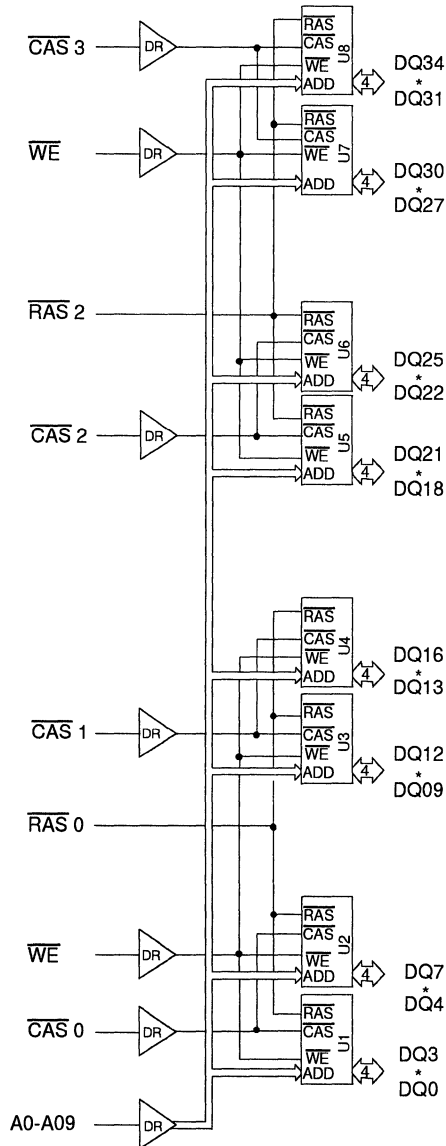 CAS 3
DR
RAS
CAS
WE
ADD
U8
4
DQ34
*
DQ31
WE
DR
RAS
CAS
WE
ADD
U7
4
DQ30
*
DQ27
RAS 2
RAS
CAS
WE
ADD
U6
4
DQ25
*
DQ22
CAS 2
DR
RAS
CAS
WE
ADD
U5
4
DQ21
*
DQ18
RAS
CAS
WE
ADD
U4
4
DQ16
*
DQ13
CAS 1
DR
RAS
CAS
WE
ADD
U3
4
DQ12
*
DQ09
RAS 0
WE
DR
RAS
CAS
WE
ADD
U2
4
DQ7
*
DQ4
CAS 0
DR
RAS
CAS
WE
ADD
U1
4
DQ3
*
DQ0
A0-A09
DR